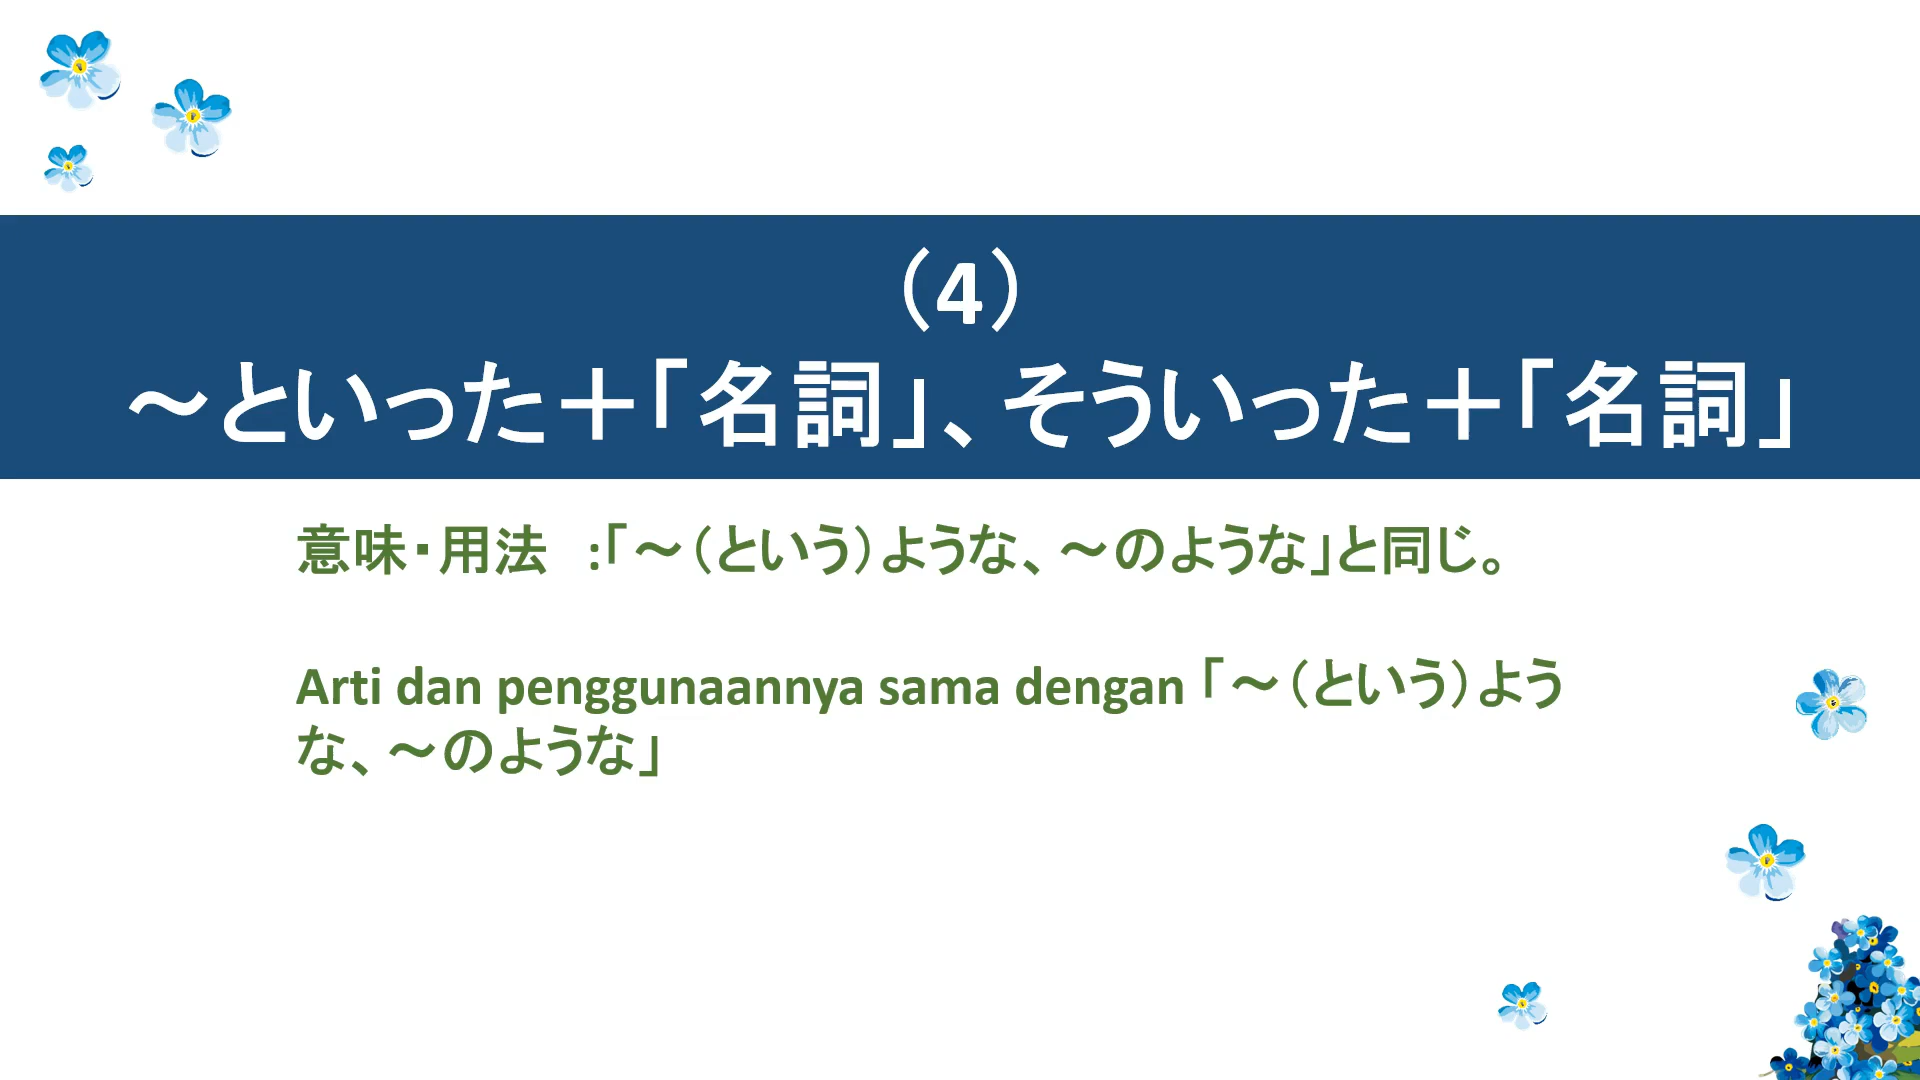 （4）
～といった＋「名詞」、そういった＋「名詞」
意味・用法　:「～（という）ような、～のような」と同じ。
Arti dan penggunaannya sama dengan「～（という）よう
な、～のような」